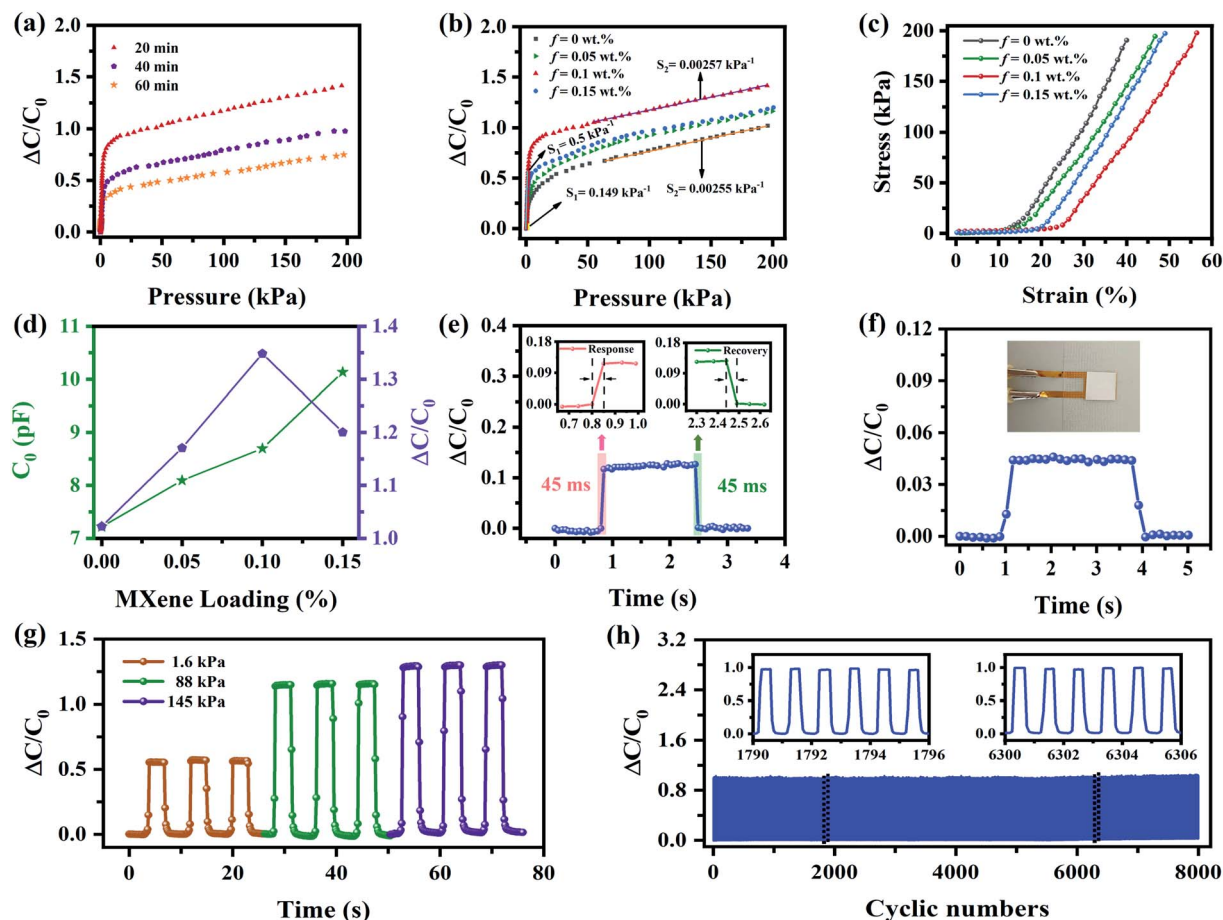 (a)
2.0
1.5
1.0
0.5
0.0
20 min
40 min
60 min
ΔC/C₀
0 50 100 150 200
Pressure (kPa)
(b)
2.0
1.5
1.0
0.5
0.0
f = 0 wt.%
f = 0.05 wt.%
f = 0.1 wt.%
f = 0.15 wt.%
S₂= 0.00257 kPa⁻¹
S₁= 0.5 kPa⁻¹
S₁= 0.149 kPa⁻¹
S₂= 0.00255 kPa⁻¹
ΔC/C₀
0 50 100 150 200
Pressure (kPa)
(c)
200
150
100
50
0
f = 0 wt.%
f = 0.05 wt.%
f = 0.1 wt.%
f = 0.15 wt.%
Stress (kPa)
0 10 20 30 40 50 60
Strain (%)
(d)
11
10
9
8
7
C₀ (pF)
1.4
1.3
1.2
1.1
1.0
ΔC/C₀
0.00 0.05 0.10 0.15
MXene Loading (%)
(e)
0.4
0.3
0.2
0.1
0.0
ΔC/C₀
0.18
0.09
0.00
Response
0.7 0.8 0.9 1.0
0.18
0.09
0.00
Recovery
2.3 2.4 2.5 2.6
45 ms
45 ms
0 1 2 3 4
Time (s)
(f)
0.12
0.09
0.06
0.03
0.00
ΔC/C₀
0 1 2 3 4 5
Time (s)
(g)
1.5
1.0
0.5
0.0
1.6 kPa
88 kPa
145 kPa
ΔC/C₀
0 20 40 60 80
Time (s)
(h)
3.2
2.4
1.6
0.8
0.0
ΔC/C₀
1.0
0.5
0.0
1790 1792 1794 1796
1.0
0.5
0.0
6300 6302 6304 6306
0 2000 4000 6000 8000
Cyclic numbers